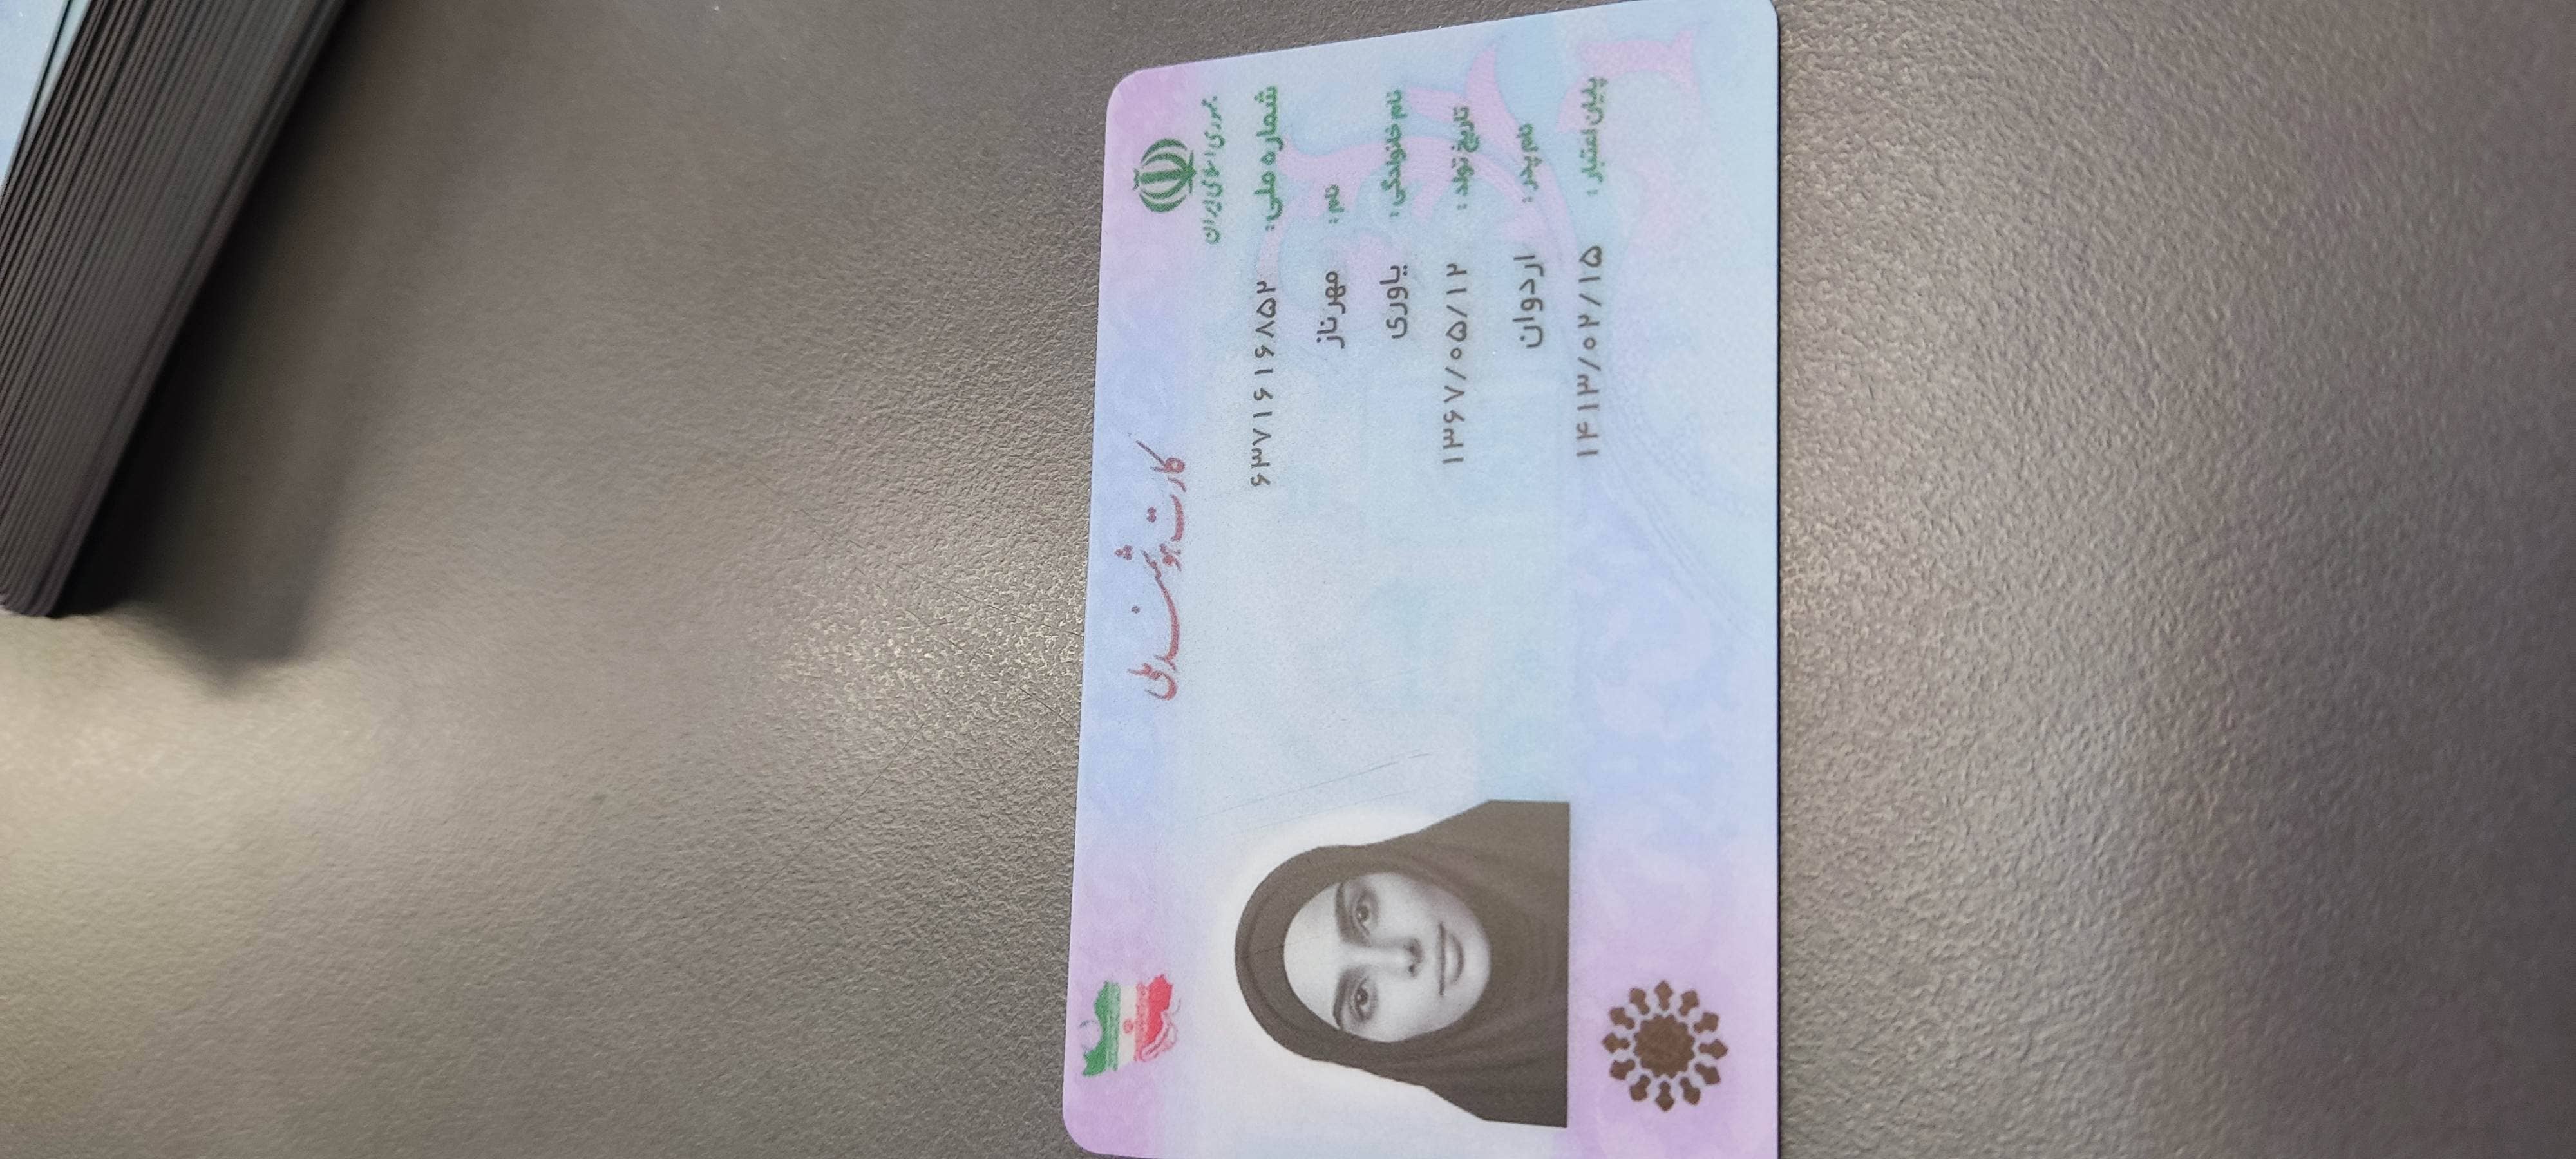 جمهوری اسلامی ایران
کارت هوشمند ملی
شماره ملی: ۶۳۷۱۶۱۶۸۵۲
نام: مهرناز
نام خانوادگی: یاوری
تاریخ تولد: ۱۳۶۷/۰۵/۱۲
نام پدر: اردوان
پایان اعتبار: ۱۴۱۳/۰۲/۱۵